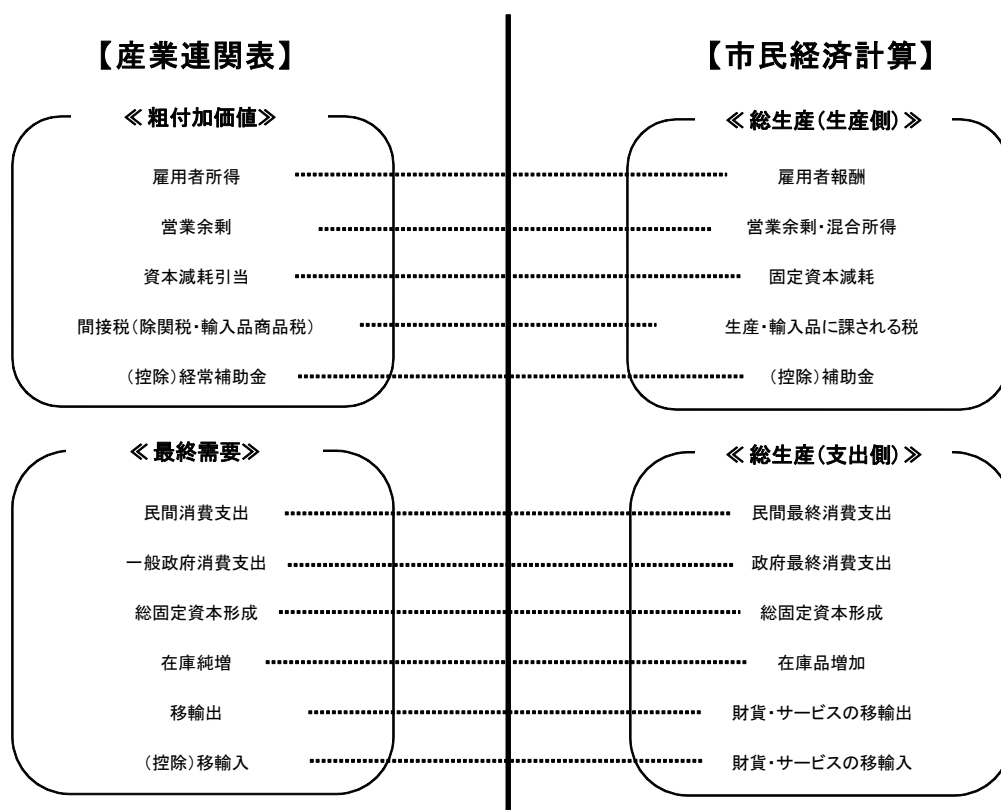 【産業連関表】 【市民経済計算】
≪粗付加価値≫ ≪総生産(生産側)≫
雇用者所得 雇用者報酬
営業余剰 営業余剰・混合所得
資本減耗引当 固定資本減耗
間接税(除関税・輸入品商品税) 生産・輸入品に課される税
(控除)経常補助金 (控除)補助金
≪最終需要≫ ≪総生産(支出側)≫
民間消費支出 民間最終消費支出
一般政府消費支出 政府最終消費支出
総固定資本形成 総固定資本形成
在庫純増 在庫品増加
移輸出 財貨・サービスの移輸出
(控除)移輸入 財貨・サービスの移輸入